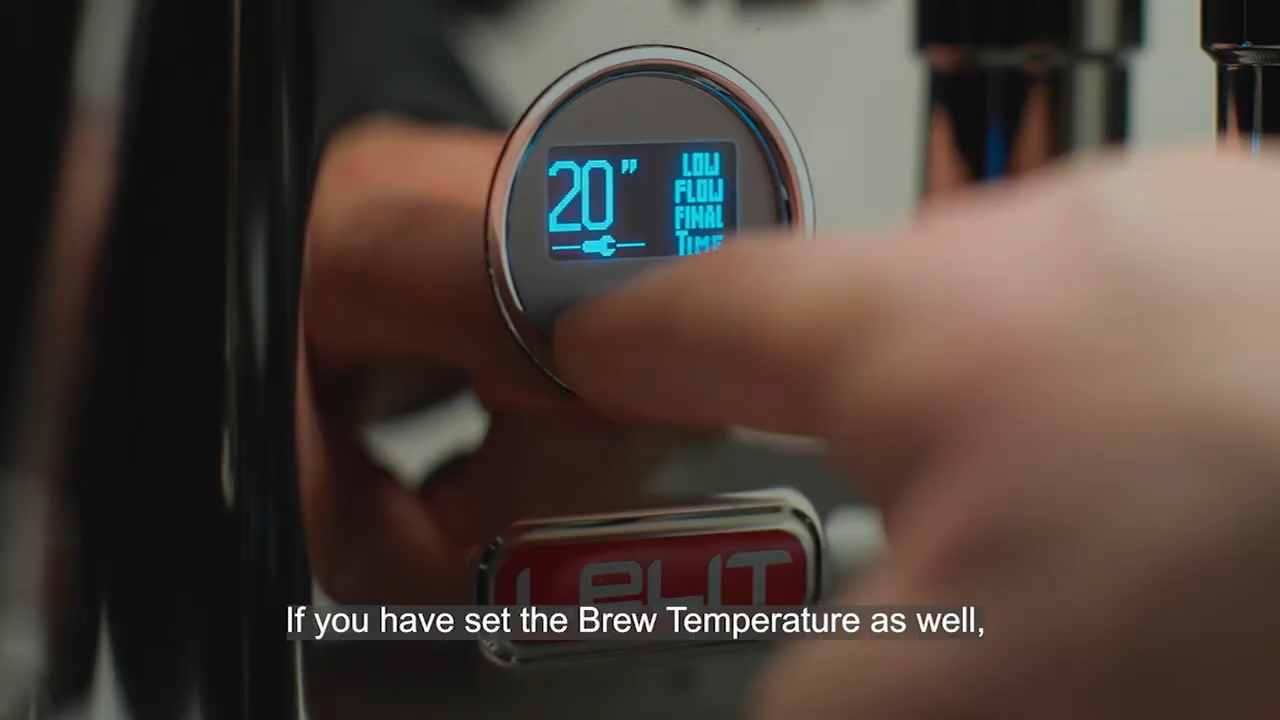 20"
LOW
FLOW
FINAL
TIME
LELIT
If you have set the Brew Temperature as well,